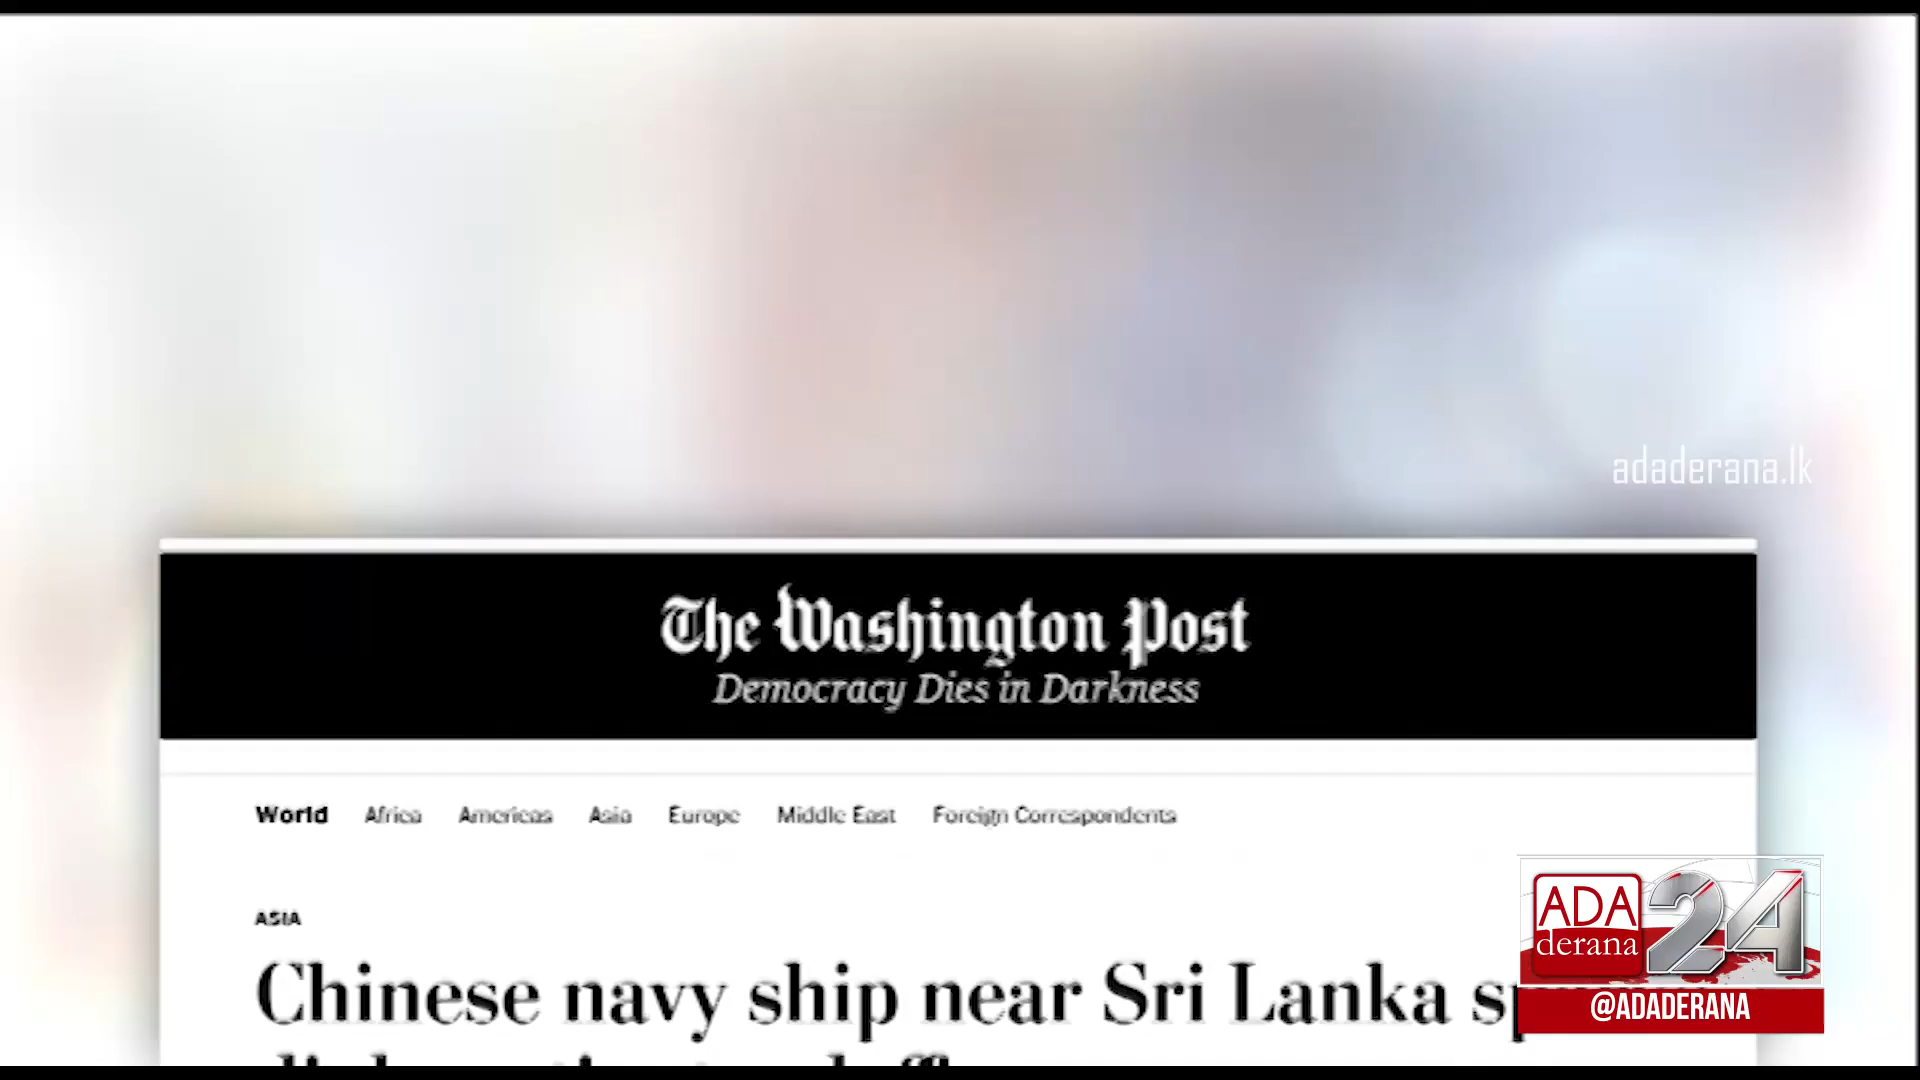 adaderana.lk
The Washington Post
Democracy Dies in Darkness
World Africa Americas Asia Europe Middle East Foreign Correspondents
ASIA
Chinese navy ship near Sri Lanka
ADA
derana
24
@ADADERANA